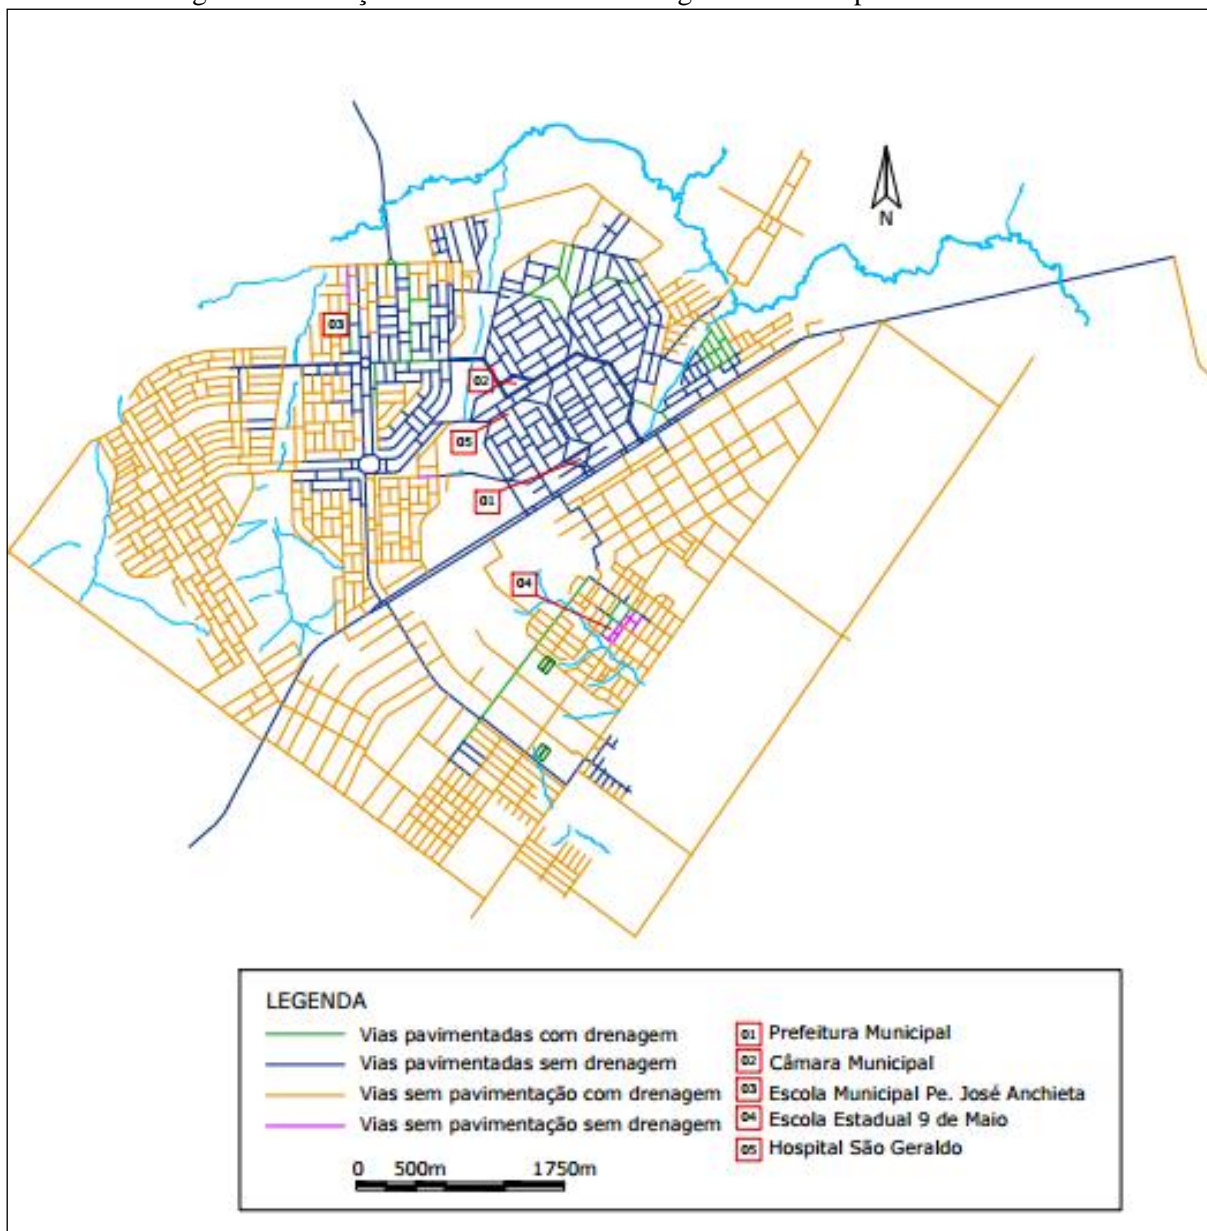 N
03
02
05
01
04
LEGENDA
Vias pavimentadas com drenagem
Vias pavimentadas sem drenagem
Vias sem pavimentação com drenagem
Vias sem pavimentação sem drenagem
0 500m 1750m
01 Prefeitura Municipal
02 Câmara Municipal
03 Escola Municipal Pe. José Anchieta
04 Escola Estadual 9 de Maio
05 Hospital São Geraldo